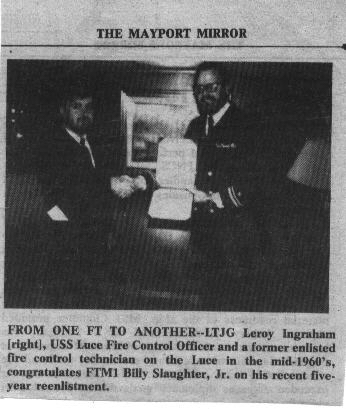 THE MAYPORT MIRROR
FROM ONE FT TO ANOTHER--LTJG Leroy Ingraham
[right], USS Luce Fire Control Officer and a former enlisted
fire control technician on the Luce in the mid-1960's,
congratulates FTM1 Billy Slaughter, Jr. on his recent five-
year reenlistment.